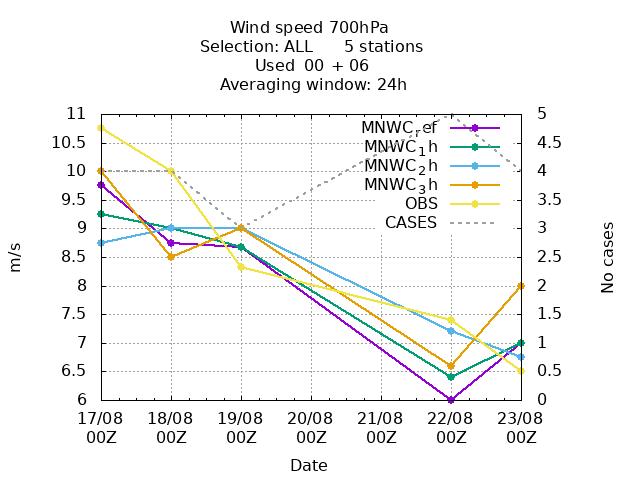 Wind speed 700hPa
Selection: ALL 5 stations
Used 00 + 06
Averaging window: 24h
m/s
11
10.5
10
9.5
9
8.5
8
7.5
7
6.5
6
MNWC_ref
MNWC_1h
MNWC_2h
MNWC_3h
OBS
CASES
5
4.5
4
3.5
3
2.5
2
1.5
1
0.5
0
No cases
17/08 18/08 19/08 20/08 21/08 22/08 23/08
00Z 00Z 00Z 00Z 00Z 00Z 00Z
Date